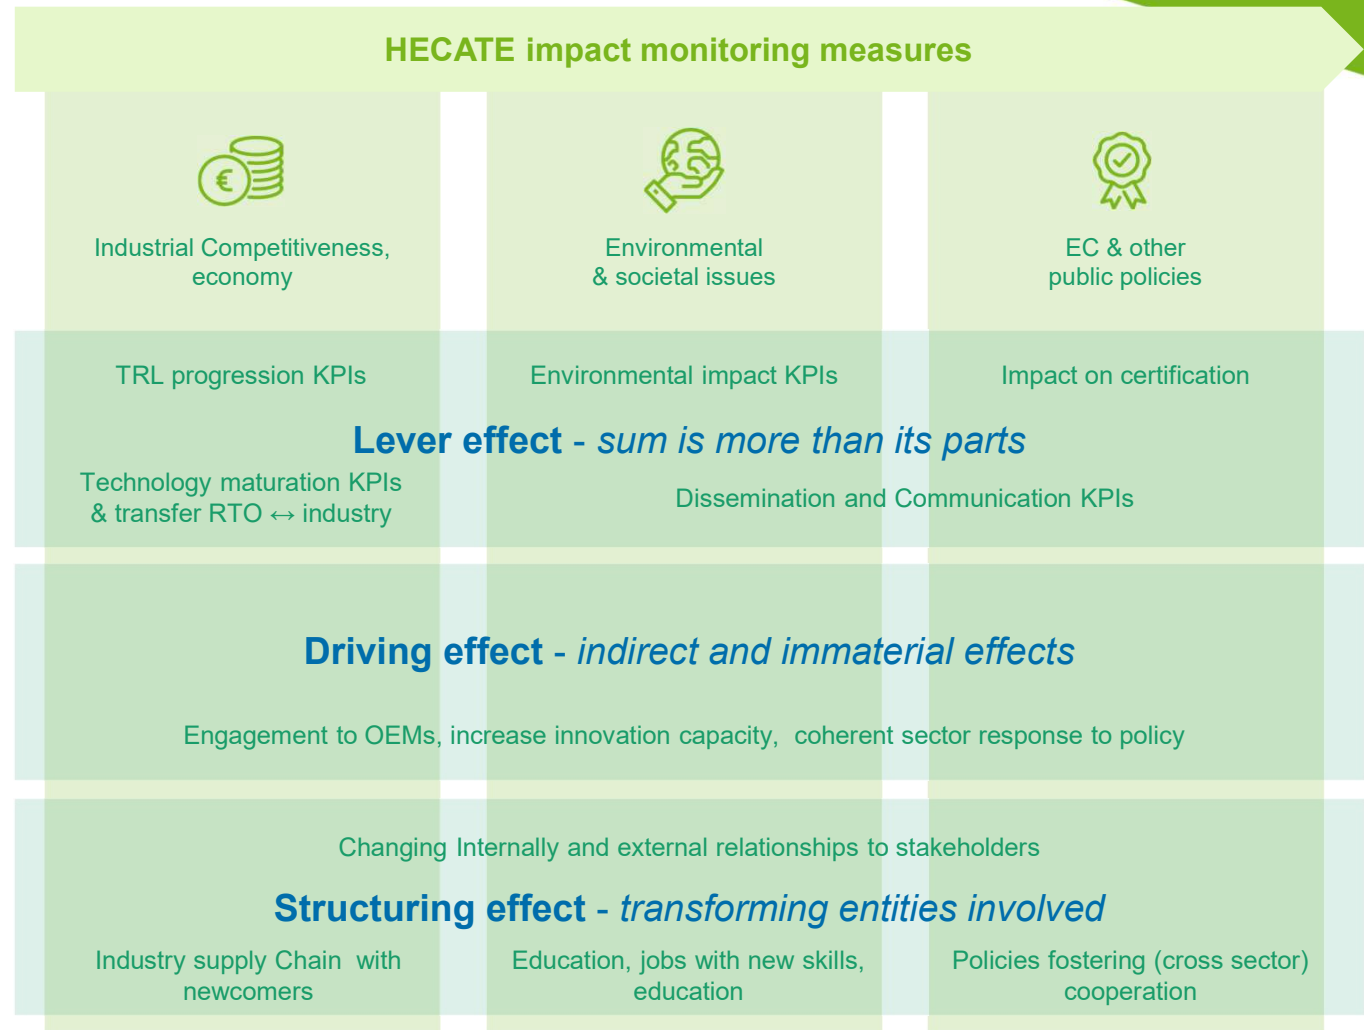 HECATE impact monitoring measures
€
Industrial Competitiveness,
economy
Environmental
& societal issues
EC & other
public policies
TRL progression KPIs
Environmental impact KPIs
Impact on certification
Lever effect - sum is more than its parts
Technology maturation KPIs
& transfer RTO ↔ industry
Dissemination and Communication KPIs
Driving effect - indirect and immaterial effects
Engagement to OEMs, increase innovation capacity,  coherent sector response to policy
Changing Internally and external relationships to stakeholders
Structuring effect - transforming entities involved
Industry supply Chain  with
newcomers
Education, jobs with new skills,
education
Policies fostering (cross sector)
cooperation